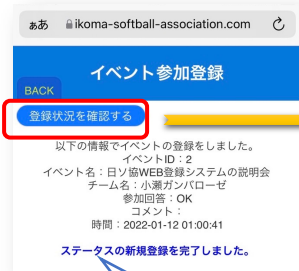 ああ ikoma-softball-association.com
イベント参加登録
BACK
登録状況を確認する
以下の情報でイベントの登録をしました。
イベントID：2
イベント名：日ソ協WEB登録システムの説明会
チーム名：小瀬ガンバローゼ
参加回答：OK
コメント：
時間：2022-01-12 01:00:41
ステータスの新規登録を完了しました。